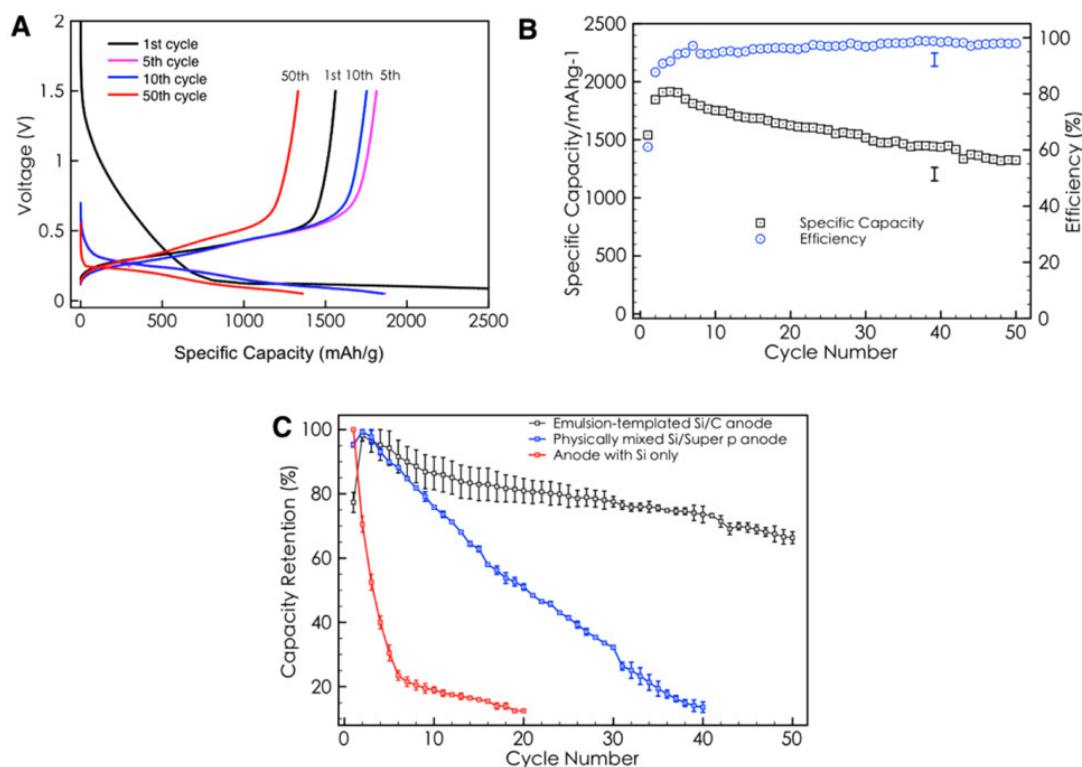 A
2
1.5
1
0.5
0
Voltage (V)
1st cycle
5th cycle
10th cycle
50th cycle
50th 1st 10th 5th
0 500 1000 1500 2000 2500
Specific Capacity (mAh/g)
B
2500
2000
1500
1000
500
0
Specific Capacity/mAhg-1
Specific Capacity
Efficiency
100
80
60
40
20
0
Efficiency (%)
0 10 20 30 40 50
Cycle Number
C
100
80
60
40
20
Capacity Retention (%)
Emulsion-templated Si/C anode
Physically mixed Si/Super p anode
Anode with Si only
0 10 20 30 40 50
Cycle Number